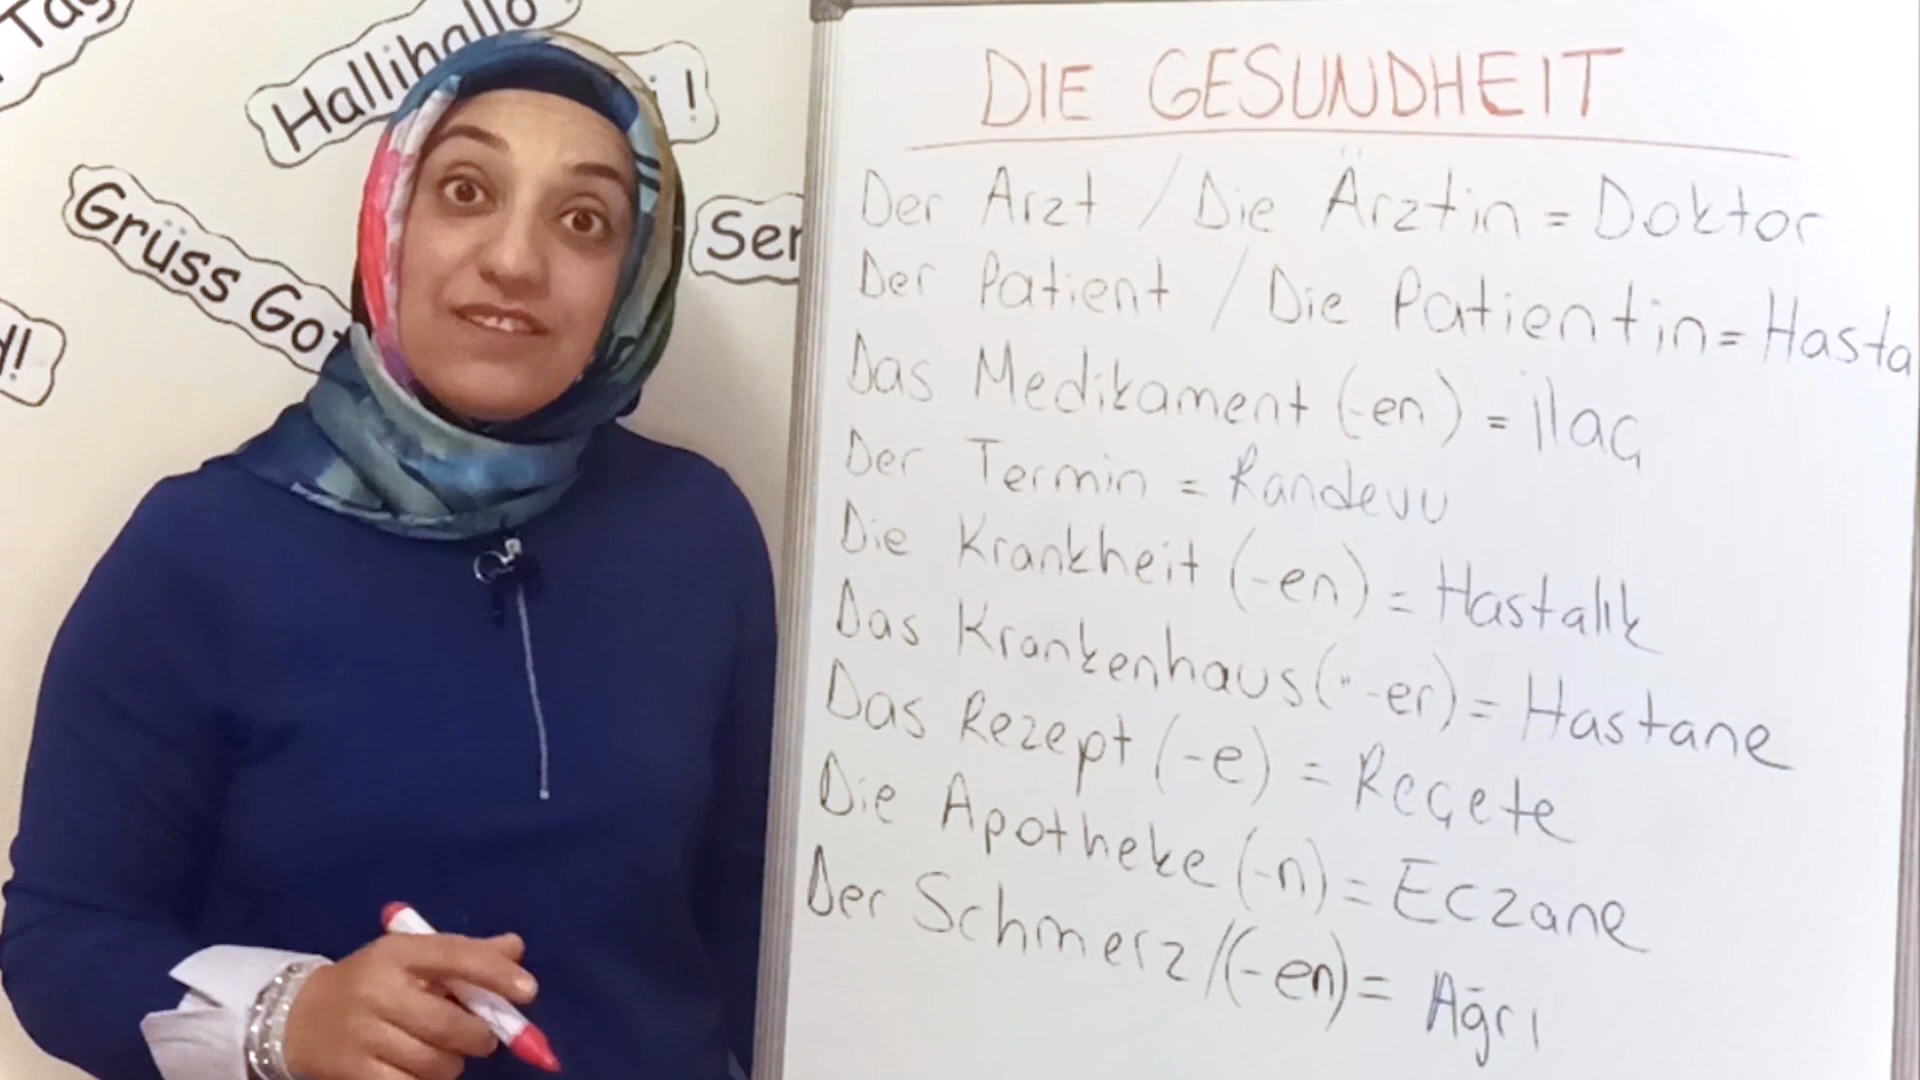 Tag
Hallihallo
!
Grüss Got
Ser
!
DIE GESUNDHEIT
Der Arzt / Die Ärztin = Doktor
Der Patient / Die Patientin = Hasta
Das Medikament (-en) = ilaç
Der Termin = Randevu
Die Krankheit (-en) = Hastalık
Das Krankenhaus (¨-er) = Hastane
Das Rezept (-e) = Reçete
Die Apotheke (-n) = Eczane
Der Schmerz /(-en) = Ağrı